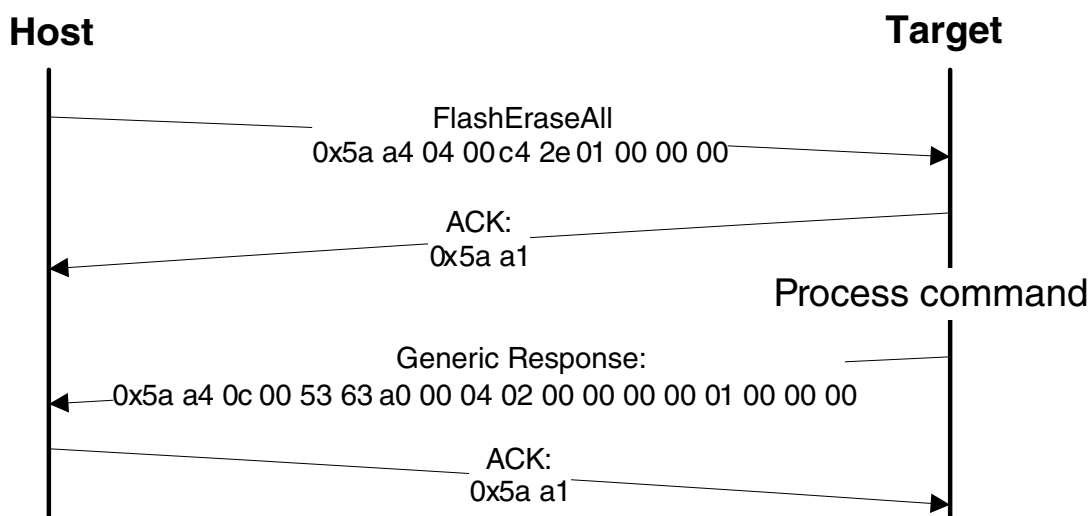 Host
Target
FlashEraseAll
0x5a a4 04 00 c4 2e 01 00 00 00
ACK:
0x5a a1
Process command
Generic Response:
0x5a a4 0c 00 53 63 a0 00 04 02 00 00 00 00 01 00 00 00
ACK:
0x5a a1